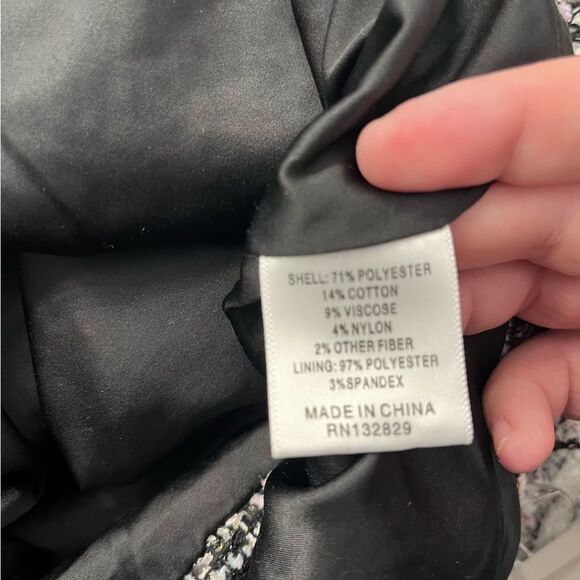 SHELL: 71% POLYESTER
14% COTTON
9% VISCOSE
4% NYLON
2% OTHER FIBER
LINING: 97% POLYESTER
3%SPANDEX
MADE IN CHINA
RN132829